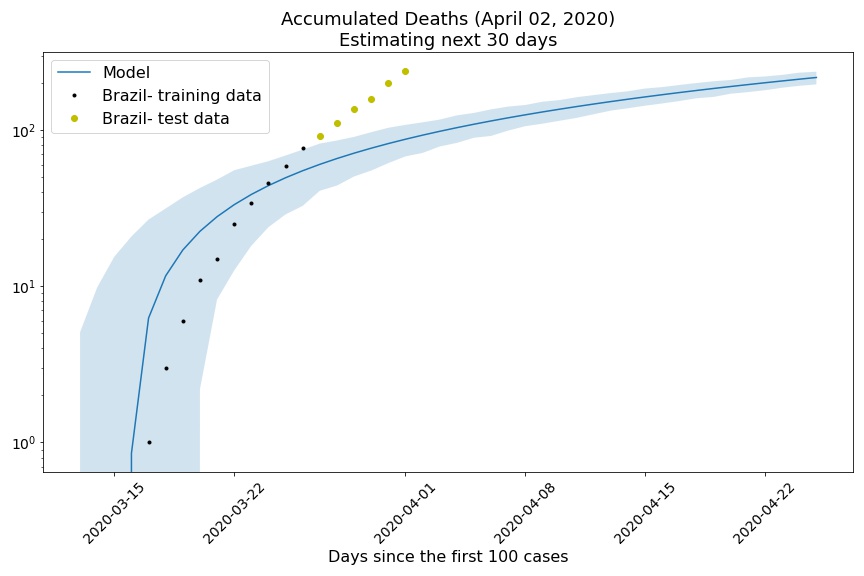 Accumulated Deaths (April 02, 2020)
Estimating next 30 days
Model
Brazil- training data
Brazil- test data
10²
10¹
10⁰
2020-03-15
2020-03-22
2020-04-01
2020-04-08
2020-04-15
2020-04-22
Days since the first 100 cases